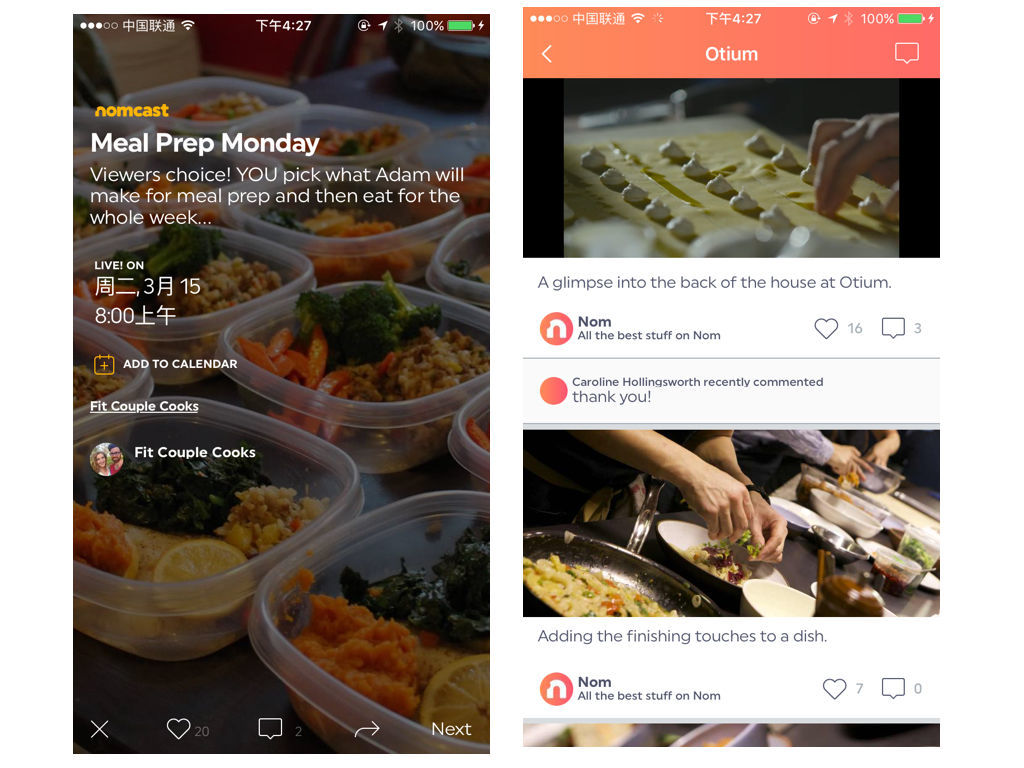 中国联通 下午4:27 100%
nomcast
Meal Prep Monday
Viewers choice! YOU pick what Adam will
make for meal prep and then eat for the
whole week...
LIVE! ON
周二, 3月 15
8:00上午
ADD TO CALENDAR
Fit Couple Cooks
Fit Couple Cooks
20 2 Next
中国联通 下午4:27 100%
Otium
A glimpse into the back of the house at Otium.
Nom
All the best stuff on Nom
16 3
Caroline Hollingsworth recently commented
thank you!
Adding the finishing touches to a dish.
Nom
All the best stuff on Nom
7 0